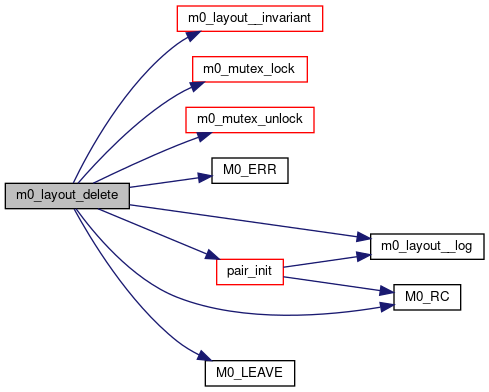 m0_layout__invariant
m0_mutex_lock
m0_mutex_unlock
M0_ERR
m0_layout_delete
m0_layout__log
pair_init
M0_RC
M0_LEAVE